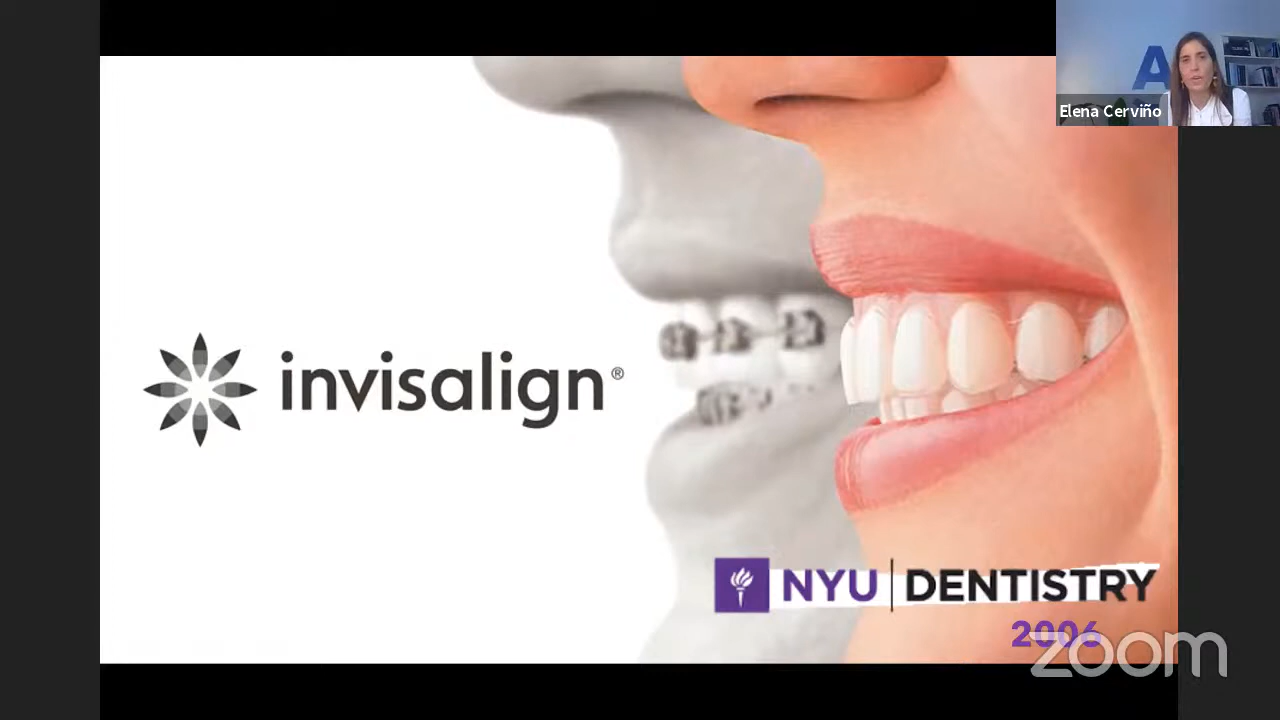 A
Elena Cerviño
invisalign®
NYU | DENTISTRY
2006
zoom